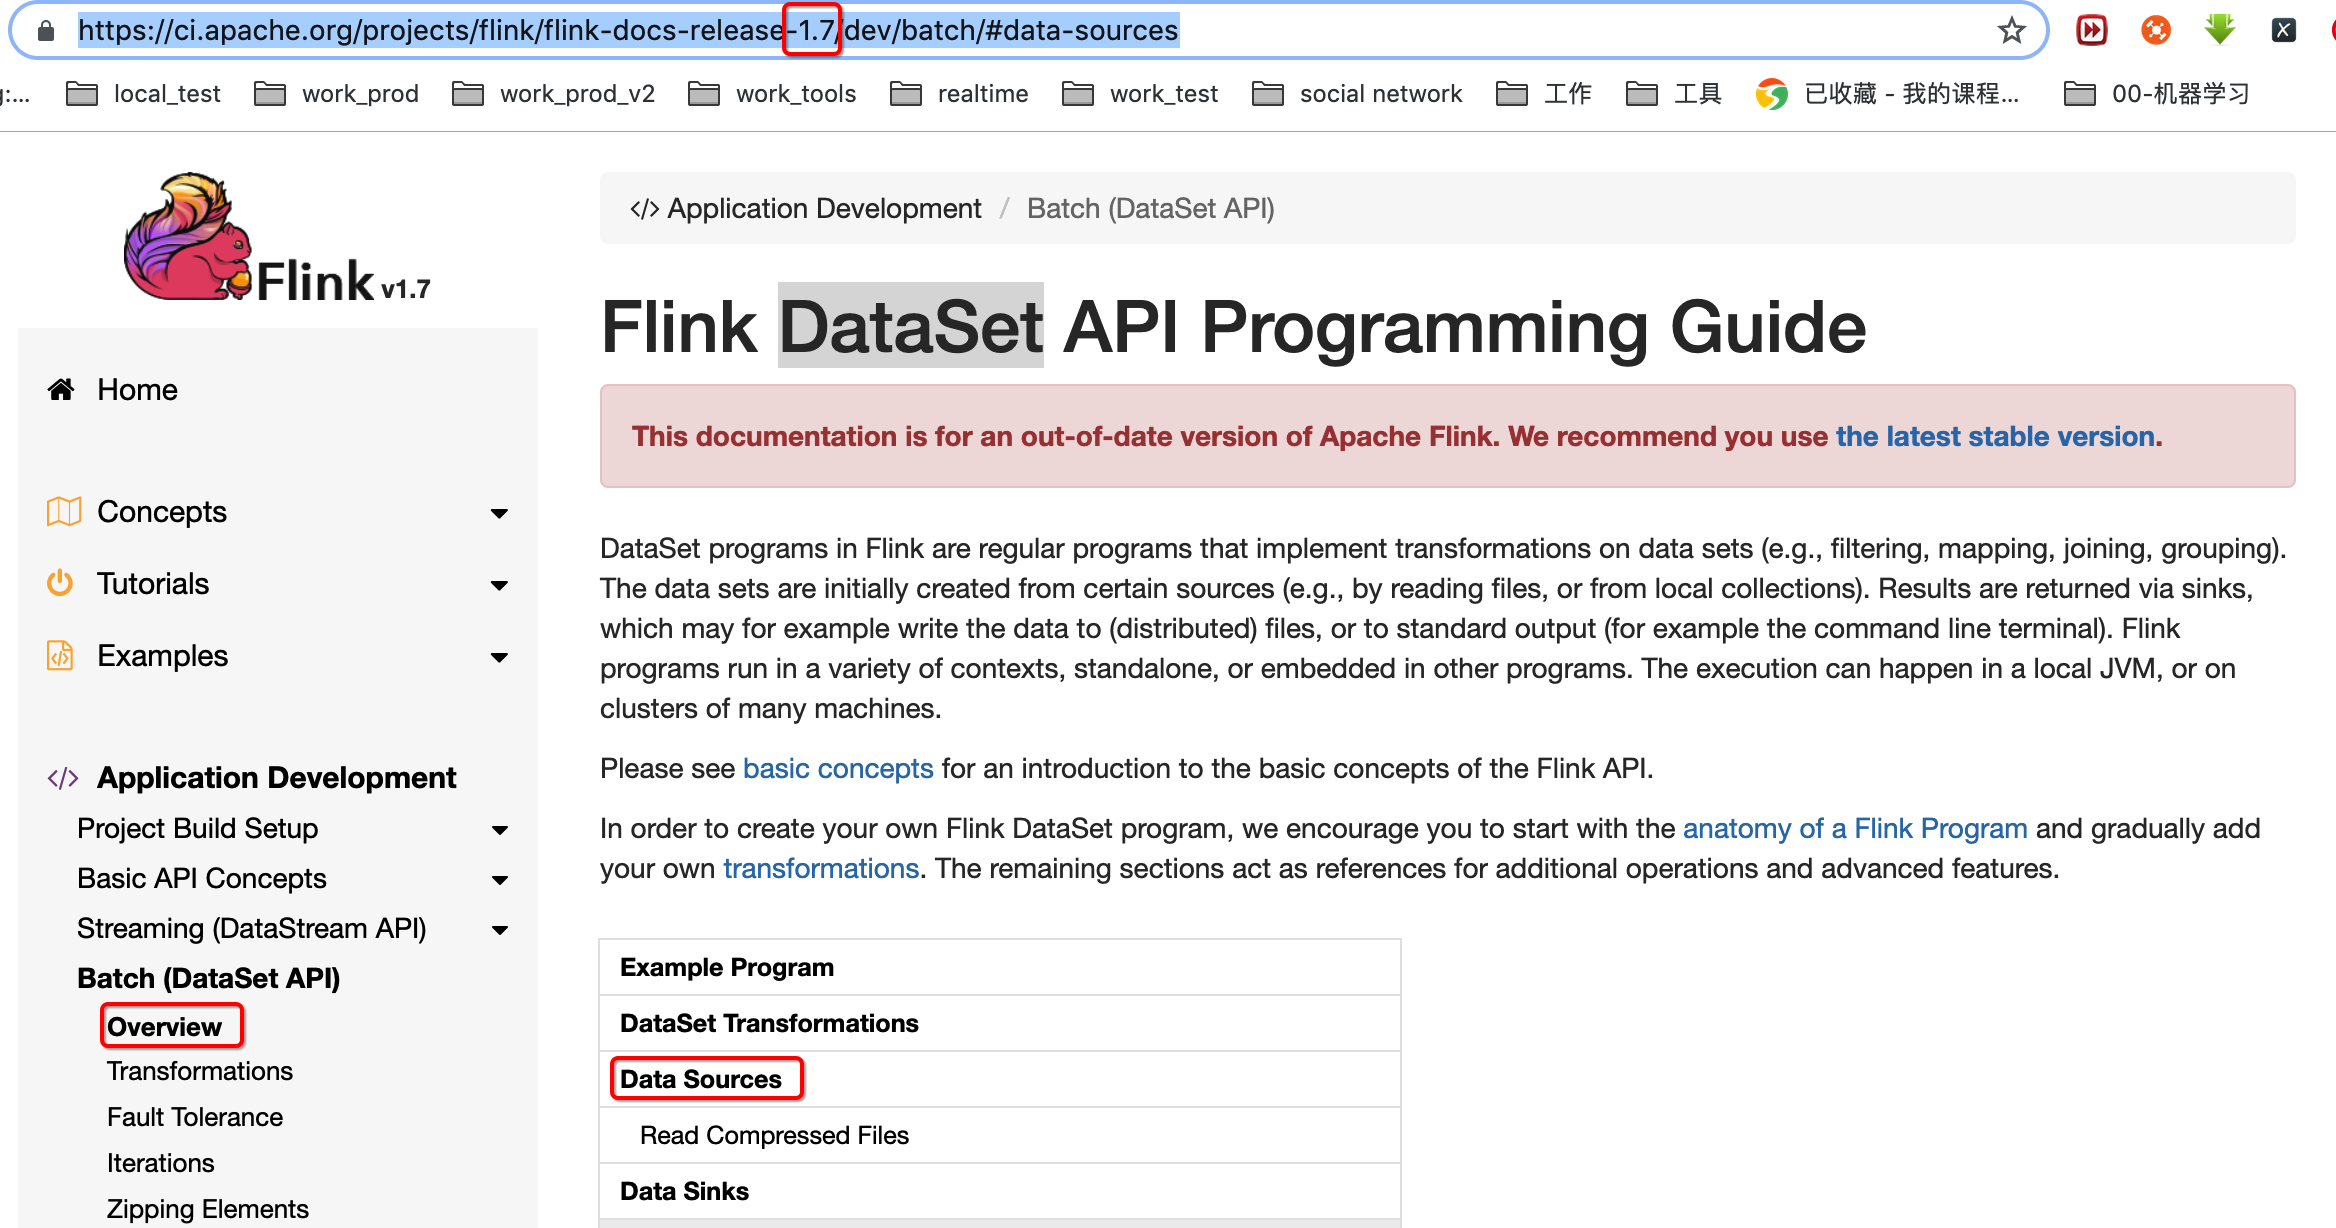 https://ci.apache.org/projects/flink/flink-docs-release-1.7/dev/batch/#data-sources
local_test work_prod work_prod_v2 work_tools realtime work_test social network 工作 工具 已收藏 - 我的课程... 00-机器学习
Flink v1.7
</> Application Development / Batch (DataSet API)
Flink DataSet API Programming Guide
This documentation is for an out-of-date version of Apache Flink. We recommend you use the latest stable version.
DataSet programs in Flink are regular programs that implement transformations on data sets (e.g., filtering, mapping, joining, grouping).
The data sets are initially created from certain sources (e.g., by reading files, or from local collections). Results are returned via sinks,
which may for example write the data to (distributed) files, or to standard output (for example the command line terminal). Flink
programs run in a variety of contexts, standalone, or embedded in other programs. The execution can happen in a local JVM, or on
clusters of many machines.
Please see basic concepts for an introduction to the basic concepts of the Flink API.
In order to create your own Flink DataSet program, we encourage you to start with the anatomy of a Flink Program and gradually add
your own transformations. The remaining sections act as references for additional operations and advanced features.
Example Program
DataSet Transformations
Data Sources
Read Compressed Files
Data Sinks
Home
Concepts
Tutorials
Examples
</> Application Development
Project Build Setup
Basic API Concepts
Streaming (DataStream API)
Batch (DataSet API)
Overview
Transformations
Fault Tolerance
Iterations
Zipping Elements